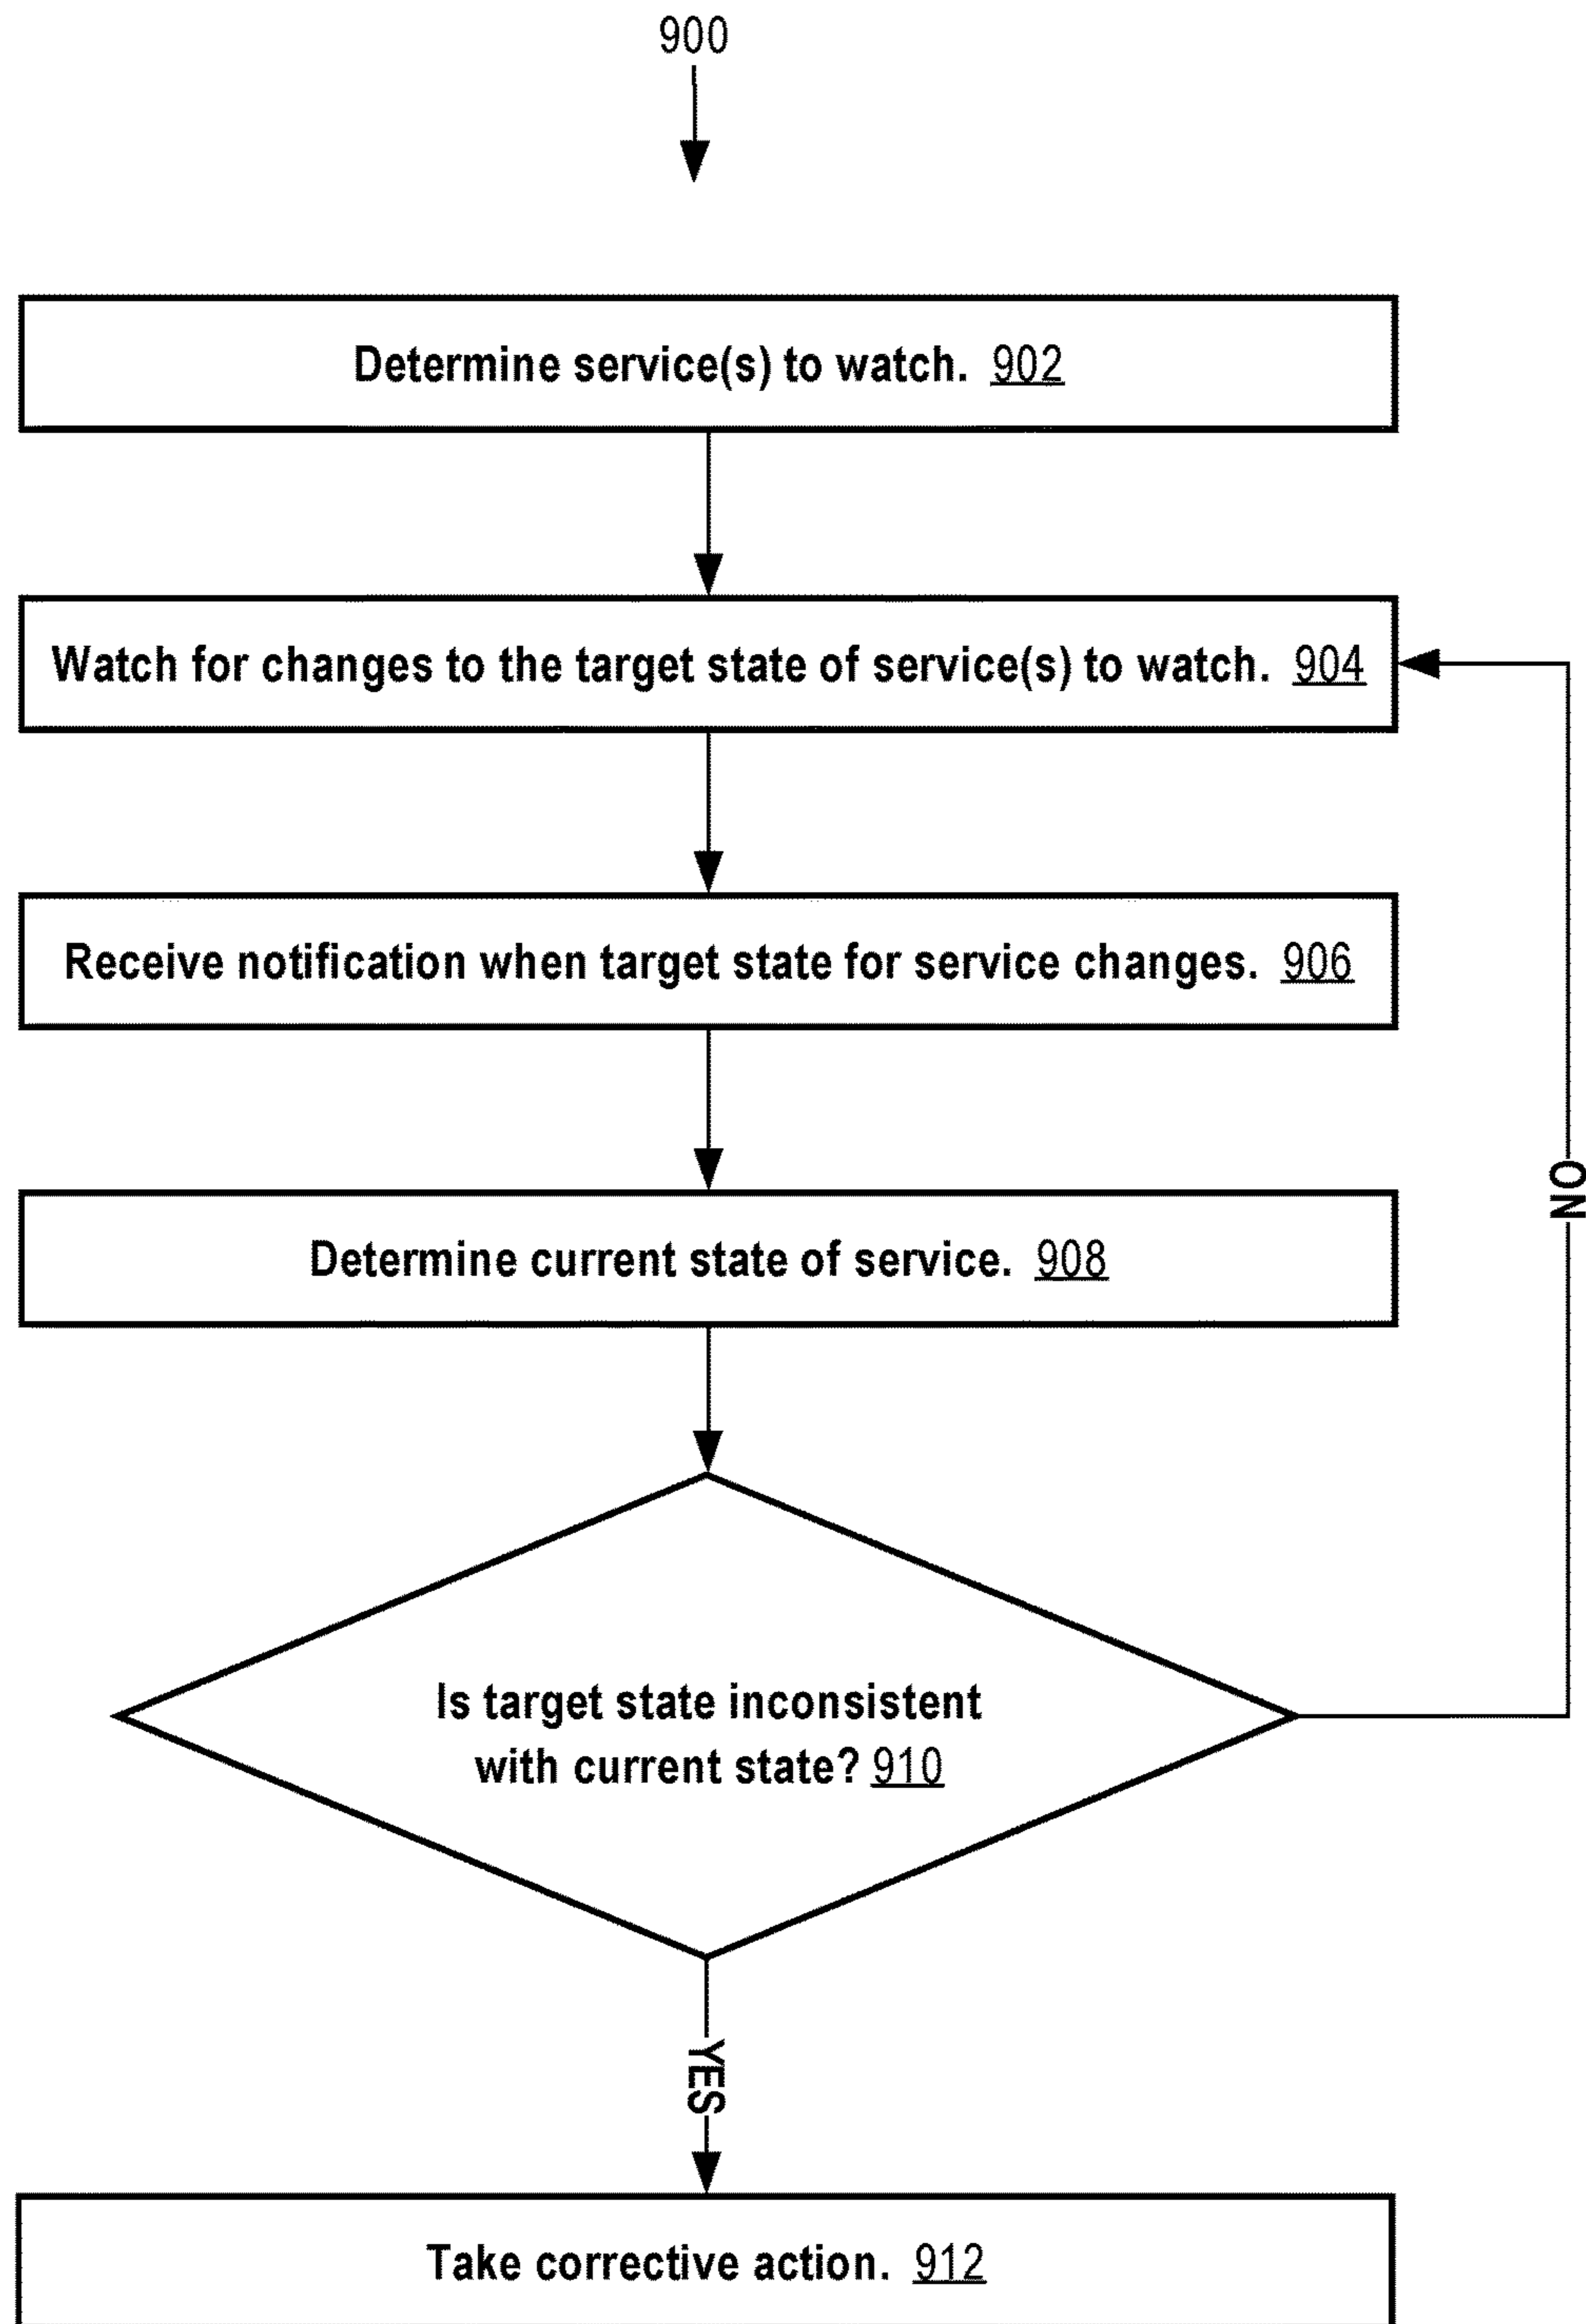 900
Determine service(s) to watch. 902
Watch for changes to the target state of service(s) to watch. 904
Receive notification when target state for service changes. 906
Determine current state of service. 908
Is target state inconsistent
with current state? 910
NO
YES
Take corrective action. 912